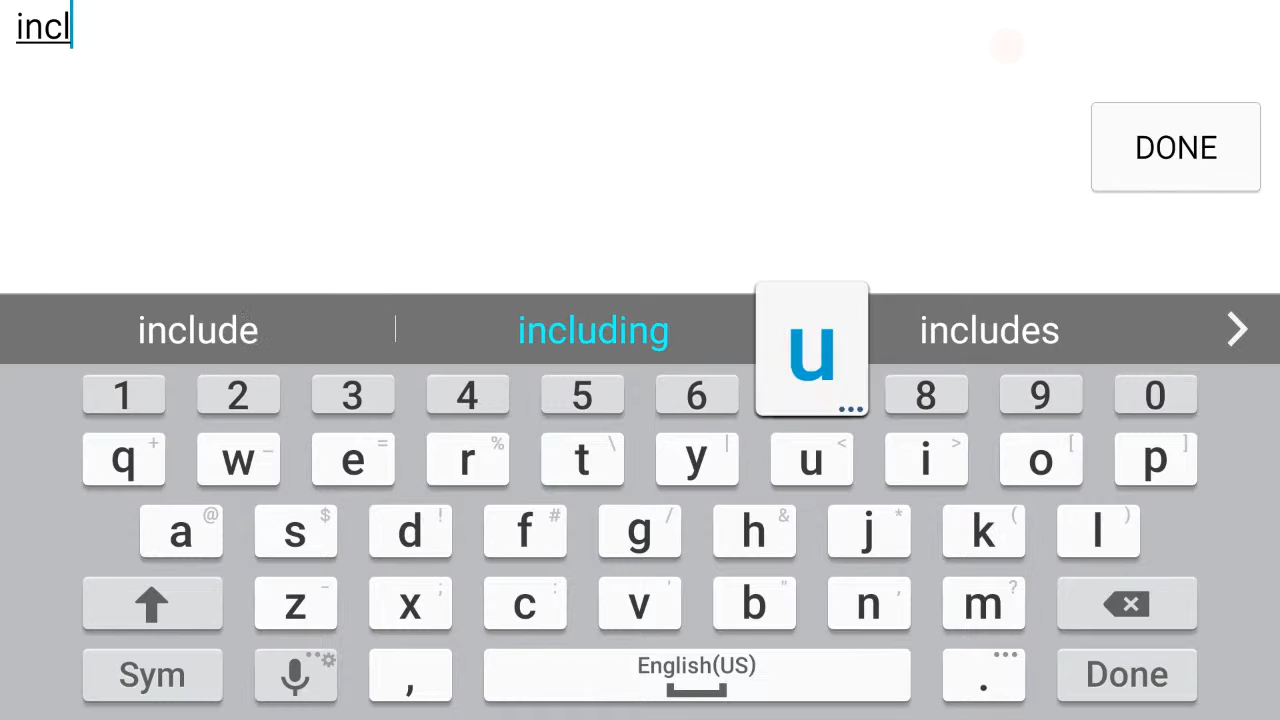 incl
DONE
include including includes
u
1 2 3 4 5 6 8 9 0
q + w - e = r % t \ y | u < i > o [ p ]
a @ s $ d ! f # g / h & j * k ( l )
z - x ; c : v ' b " n , m ?
Sym , English(US) . Done